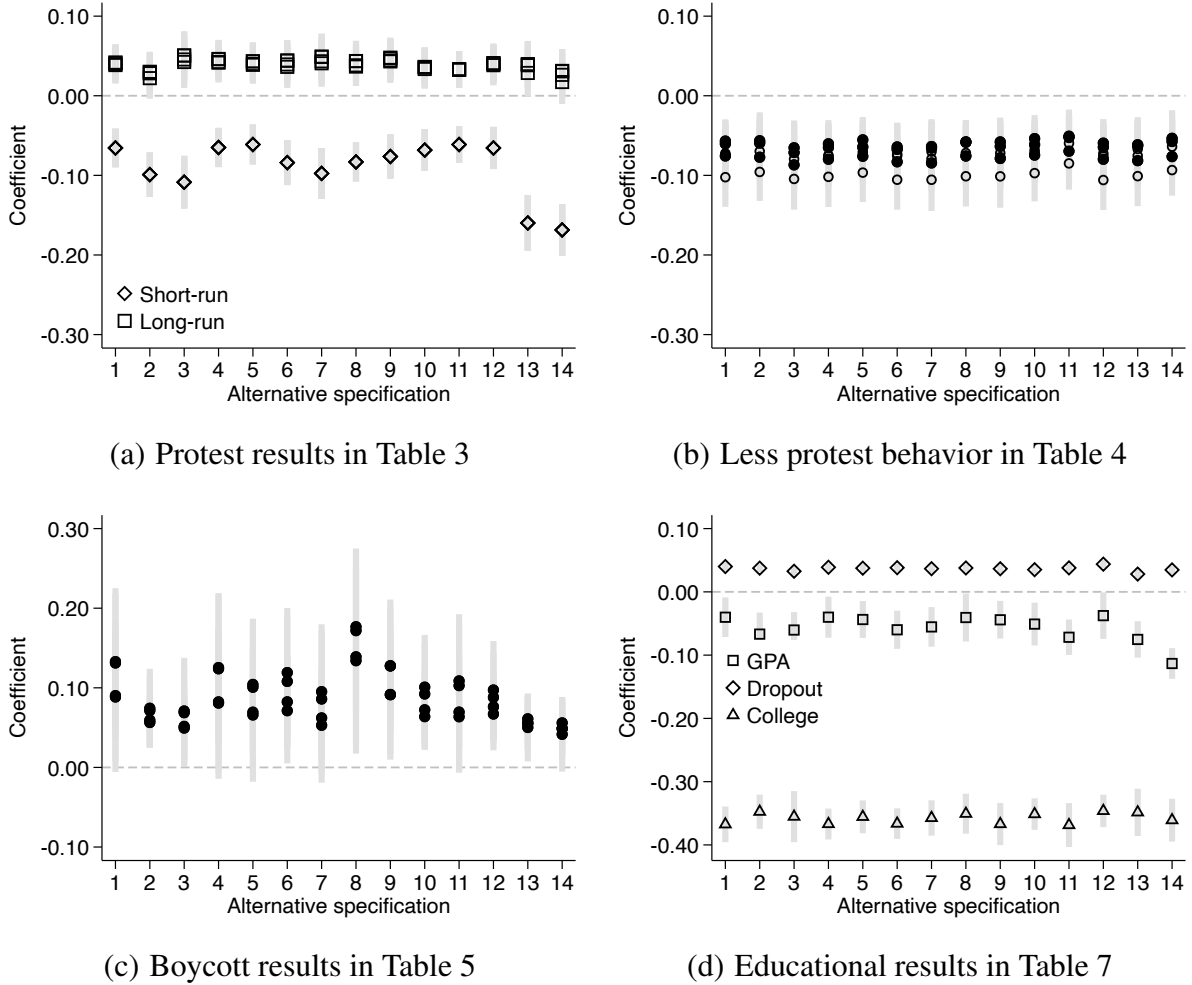 0.10
0.00
-0.10
-0.20
-0.30
Coefficient
Short-run
Long-run
1 2 3 4 5 6 7 8 9 10 11 12 13 14
Alternative specification
(a) Protest results in Table 3
0.10
0.00
-0.10
-0.20
-0.30
Coefficient
1 2 3 4 5 6 7 8 9 10 11 12 13 14
Alternative specification
(b) Less protest behavior in Table 4
0.30
0.20
0.10
0.00
-0.10
Coefficient
1 2 3 4 5 6 7 8 9 10 11 12 13 14
Alternative specification
(c) Boycott results in Table 5
0.10
0.00
-0.10
-0.20
-0.30
-0.40
Coefficient
GPA
Dropout
College
1 2 3 4 5 6 7 8 9 10 11 12 13 14
Alternative specification
(d) Educational results in Table 7